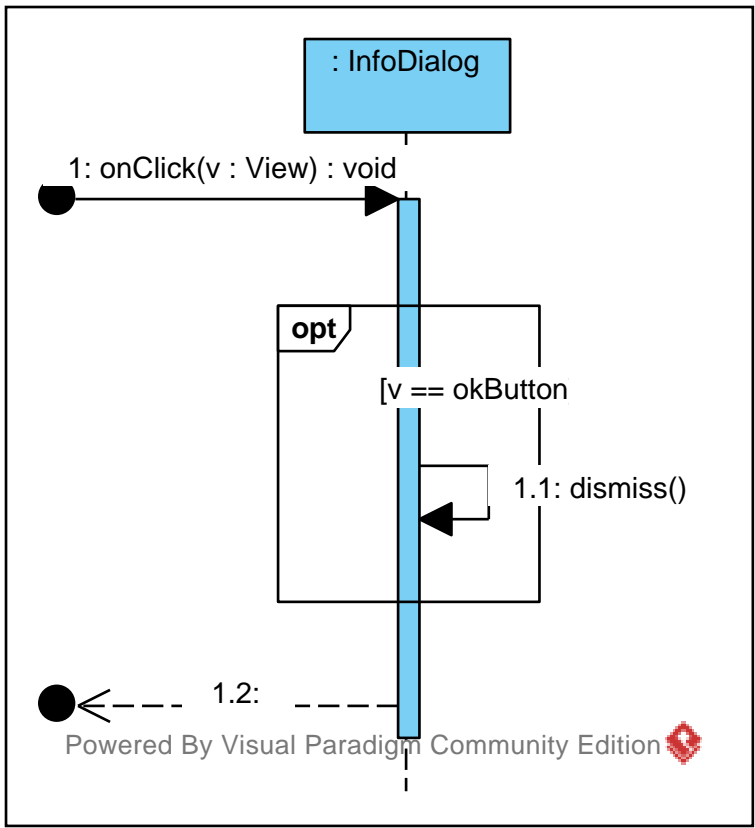 : InfoDialog
1: onClick(v : View) : void
opt
[v == okButton
1.1: dismiss()
1.2:
Powered By Visual Paradigm Community Edition